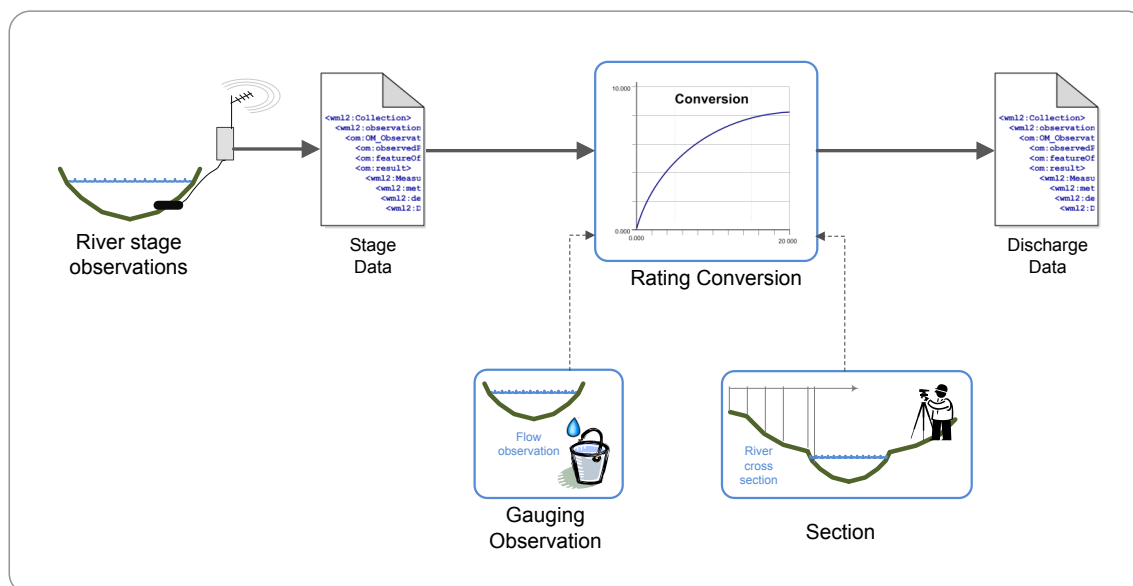 <wml2:Collection>
<wml2:observation
<om:OM_Observat
<om:observedP
<om:featureOf
<om:result>
<wml2:Measu
<wml2:met
<wml2:de
<wml2:D
River stage
observations
Stage
Data
10.000
Conversion
0.000
0.000
20 000
Rating Conversion
<wml2:Collection>
<wml2:observation
<om:OM_Observat
<om:observedP
<om:featureOf
<om:result>
<wml2:Measu
<wml2:met
<wml2:de
<wml2:D
Discharge
Data
Flow
observation
Gauging
Observation
River
cross
section
Section